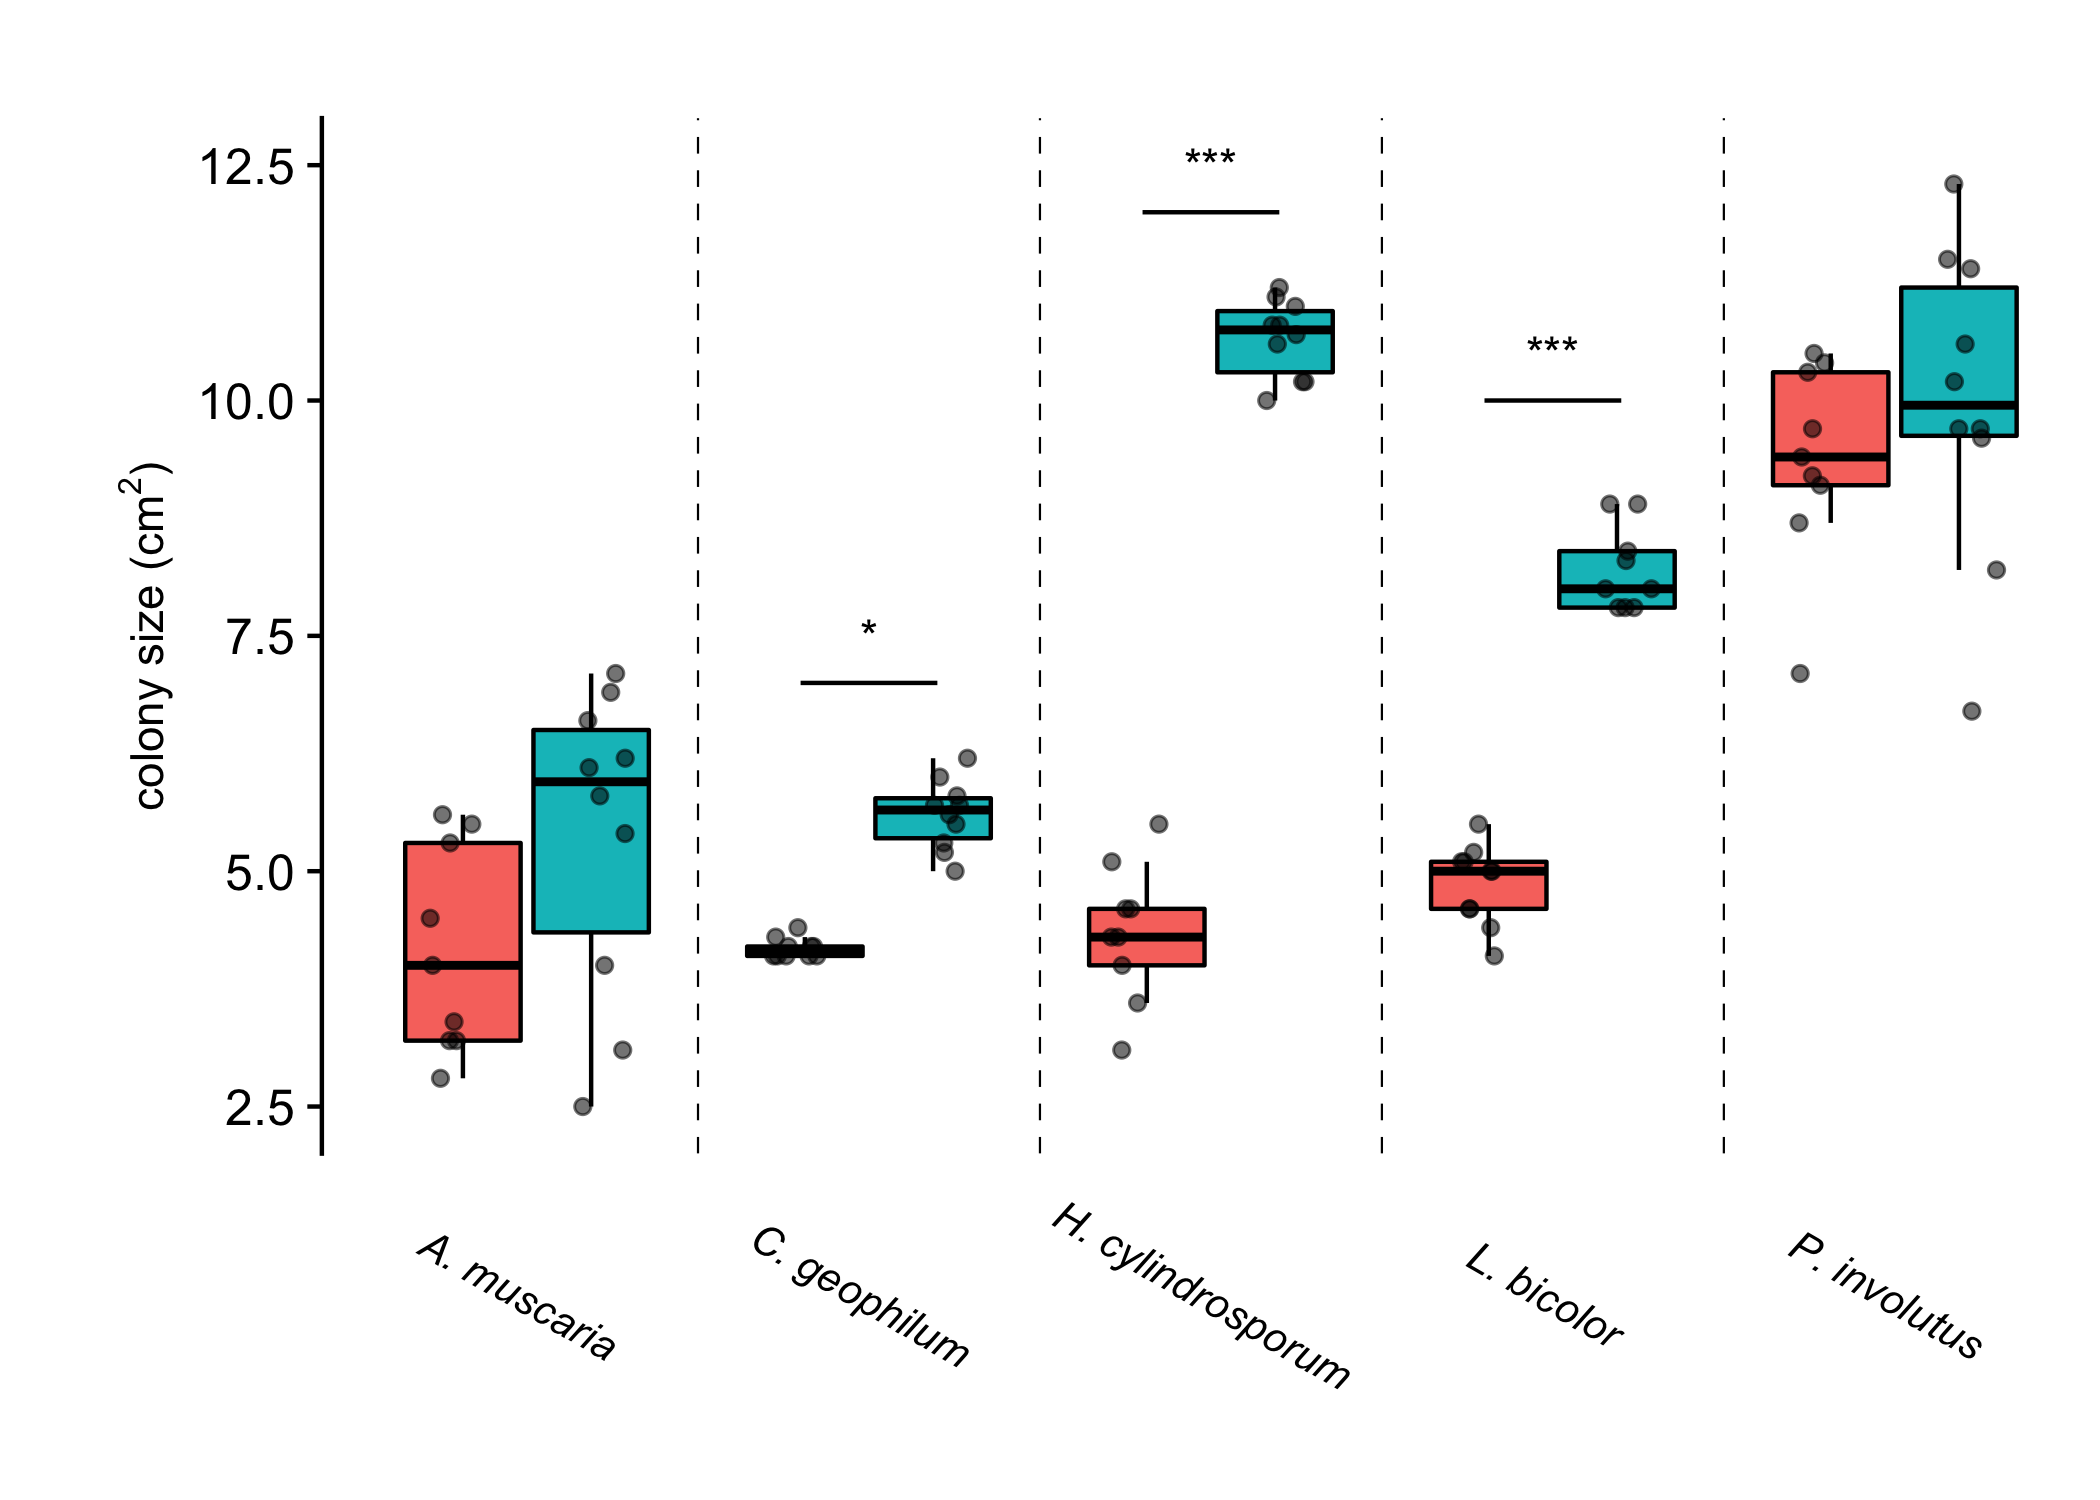 12.5
10.0
7.5
5.0
2.5
colony size (cm²)
***
***
*
A. muscaria
C. geophilum
H. cylindrosporum
L. bicolor
P. involutus